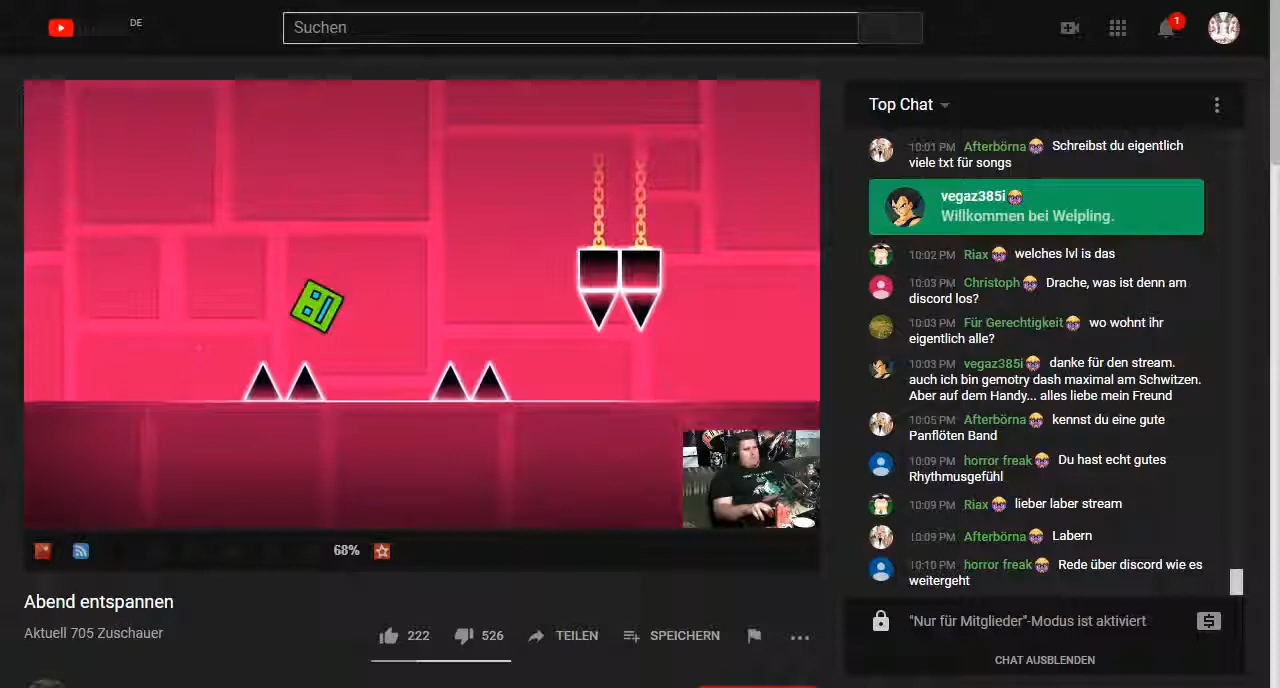 DE
Suchen
1
Top Chat
10:01 PM Afterbörna Schreibst du eigentlich
viele txt für songs
vegaz385i
Willkommen bei Welpling.
10:02 PM Riax welches lvl is das
10:03 PM Christoph Drache, was ist denn am
discord los?
10:03 PM Für Gerechtigkeit wo wohnt ihr
eigentlich alle?
10:03 PM vegaz385i danke für den stream.
auch ich bin gemotry dash maximal am Schwitzen.
Aber auf dem Handy... alles liebe mein Freund
10:05 PM Afterbörna kennst du eine gute
Panflöten Band
10:09 PM horror freak Du hast echt gutes
Rhythmusgefühl
10:09 PM Riax lieber laber stream
10:09 PM Afterbörna Labern
10:10 PM horror freak Rede über discord wie es
weitergeht
"Nur für Mitglieder"-Modus ist aktiviert
CHAT AUSBLENDEN
68%
Abend entspannen
Aktuell 705 Zuschauer
222 526 TEILEN SPEICHERN